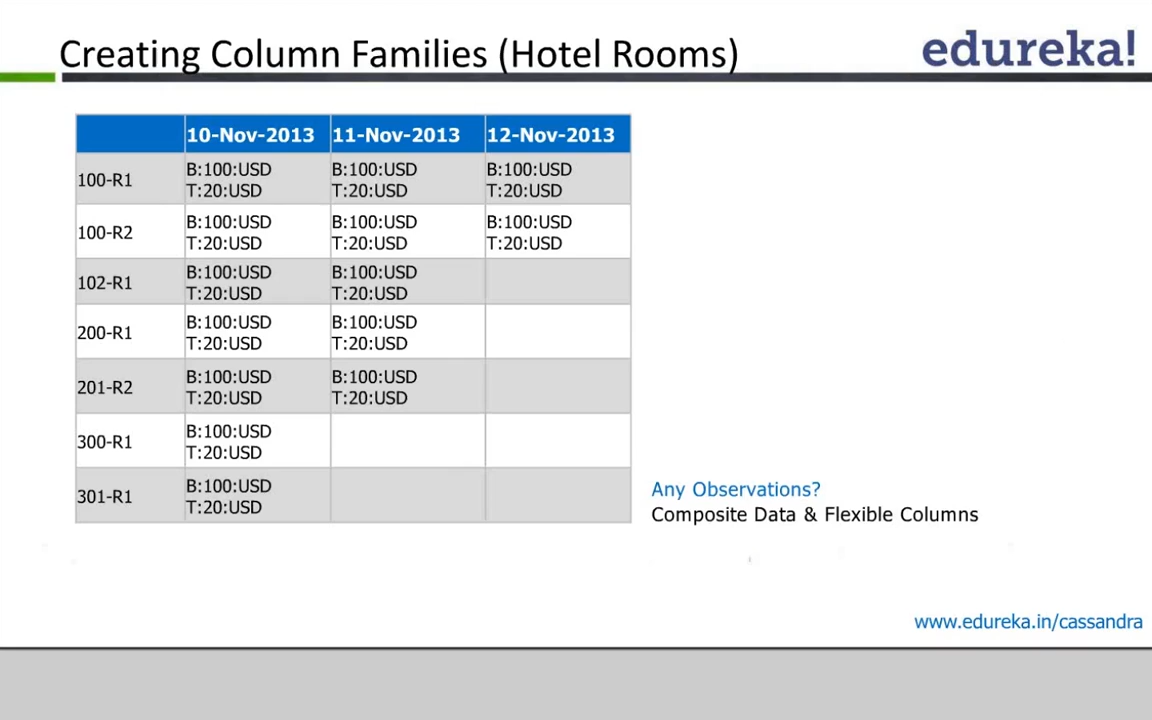 Creating Column Families (Hotel Rooms)
edureka!
10-Nov-2013 11-Nov-2013 12-Nov-2013
100-R1
B:100:USD B:100:USD B:100:USD
T:20:USD T:20:USD T:20:USD
100-R2
B:100:USD B:100:USD B:100:USD
T:20:USD T:20:USD T:20:USD
102-R1
B:100:USD B:100:USD
T:20:USD T:20:USD
200-R1
B:100:USD B:100:USD
T:20:USD T:20:USD
201-R2
B:100:USD B:100:USD
T:20:USD T:20:USD
300-R1
B:100:USD
T:20:USD
301-R1
B:100:USD
T:20:USD
Any Observations?
Composite Data & Flexible Columns
www.edureka.in/cassandra